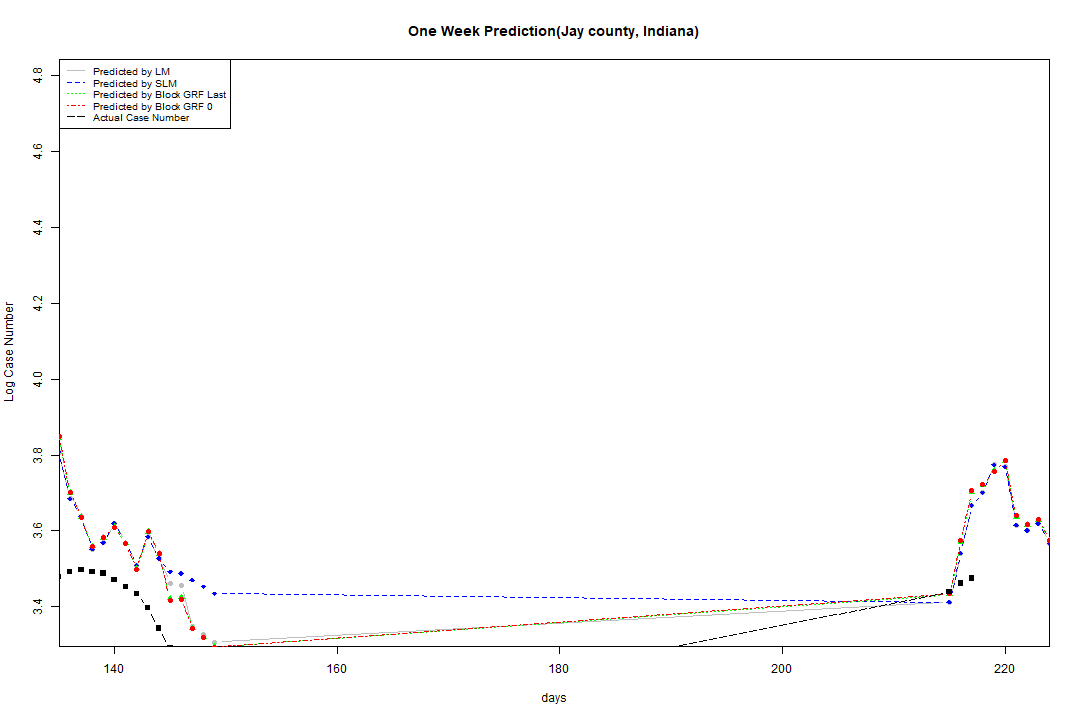 One Week Prediction(Jay county, Indiana)
Predicted by LM
Predicted by SLM
Predicted by Block GRF Last
Predicted by Block GRF 0
Actual Case Number
4.8
4.6
4.4
4.2
4.0
3.8
3.6
3.4
Log Case Number
140 160 180 200 220
days